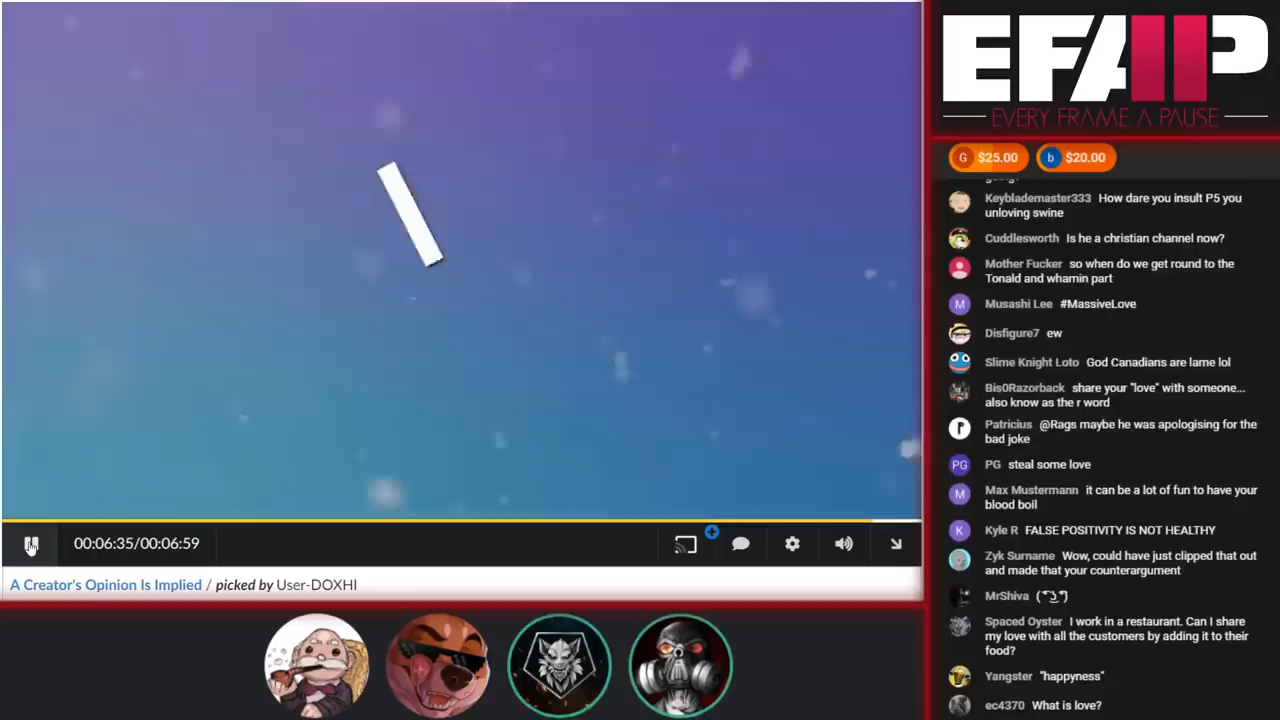 EFAP
EVERY FRAME A PAUSE
G $25.00 b $20.00
Keyblademaster333 How dare you insult P5 you
unloving swine
Cuddlesworth Is he a christian channel now?
Mother Fucker so when do we get round to the
Tonald and whamin part
M Musashi Lee #MassiveLove
Disfigure7 ew
Slime Knight Loto God Canadians are lame lol
Bis0Razorback share your "love" with someone...
also know as the r word
Patricius @Rags maybe he was apologising for the
bad joke
PG PG steal some love
M Max Mustermann it can be a lot of fun to have your
blood boil
K Kyle R FALSE POSITIVITY IS NOT HEALTHY
Zyk Surname Wow, could have just clipped that out
and made that your counterargument
MrShiva ( ͡° ͜ʖ ͡°)
Spaced Oyster I work in a restaurant. Can I share
my love with all the customers by adding it to their
food?
Yangster "happyness"
ec4370 What is love?
00:06:35/00:06:59
A Creator's Opinion Is Implied / picked by User-DOXHI